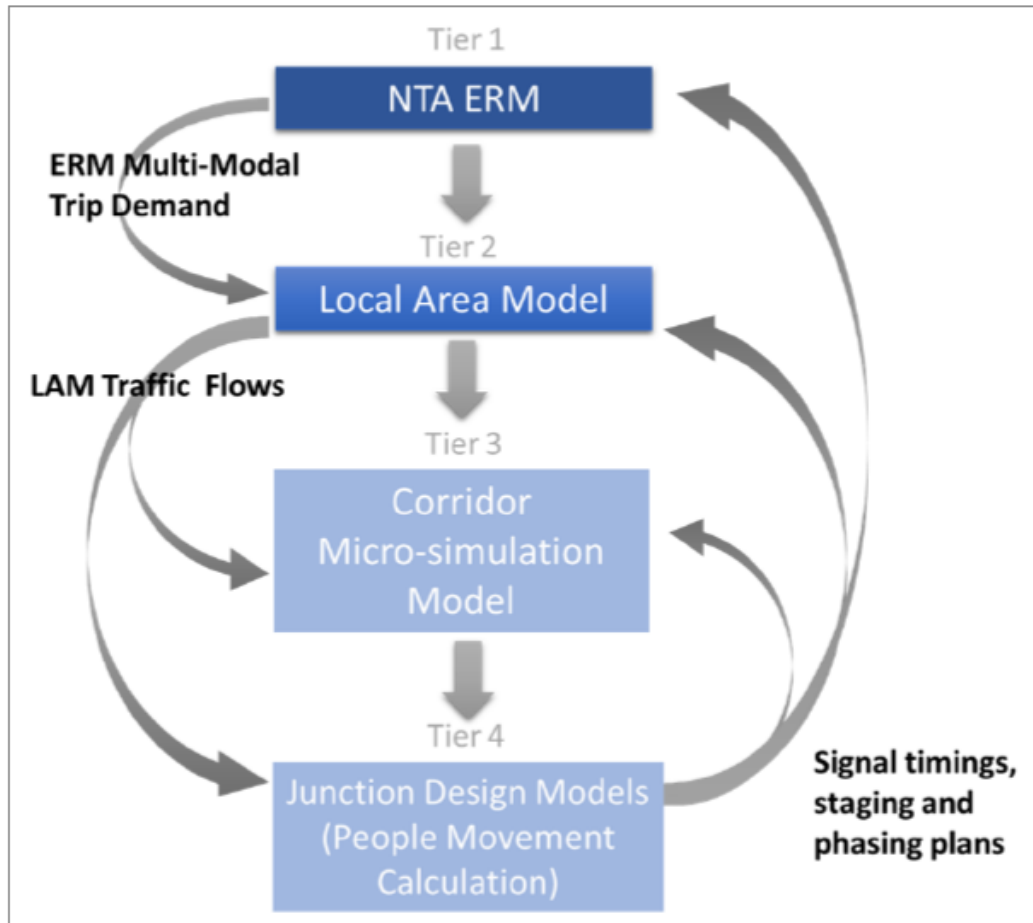 Tier 1
NTA ERM
ERM Multi-Modal
Trip Demand
Tier 2
Local Area Model
LAM Traffic Flows
Tier 3
Corridor
Micro-simulation
Model
Tier 4
Junction Design Models
(People Movement
Calculation)
Signal timings,
staging and
phasing plans